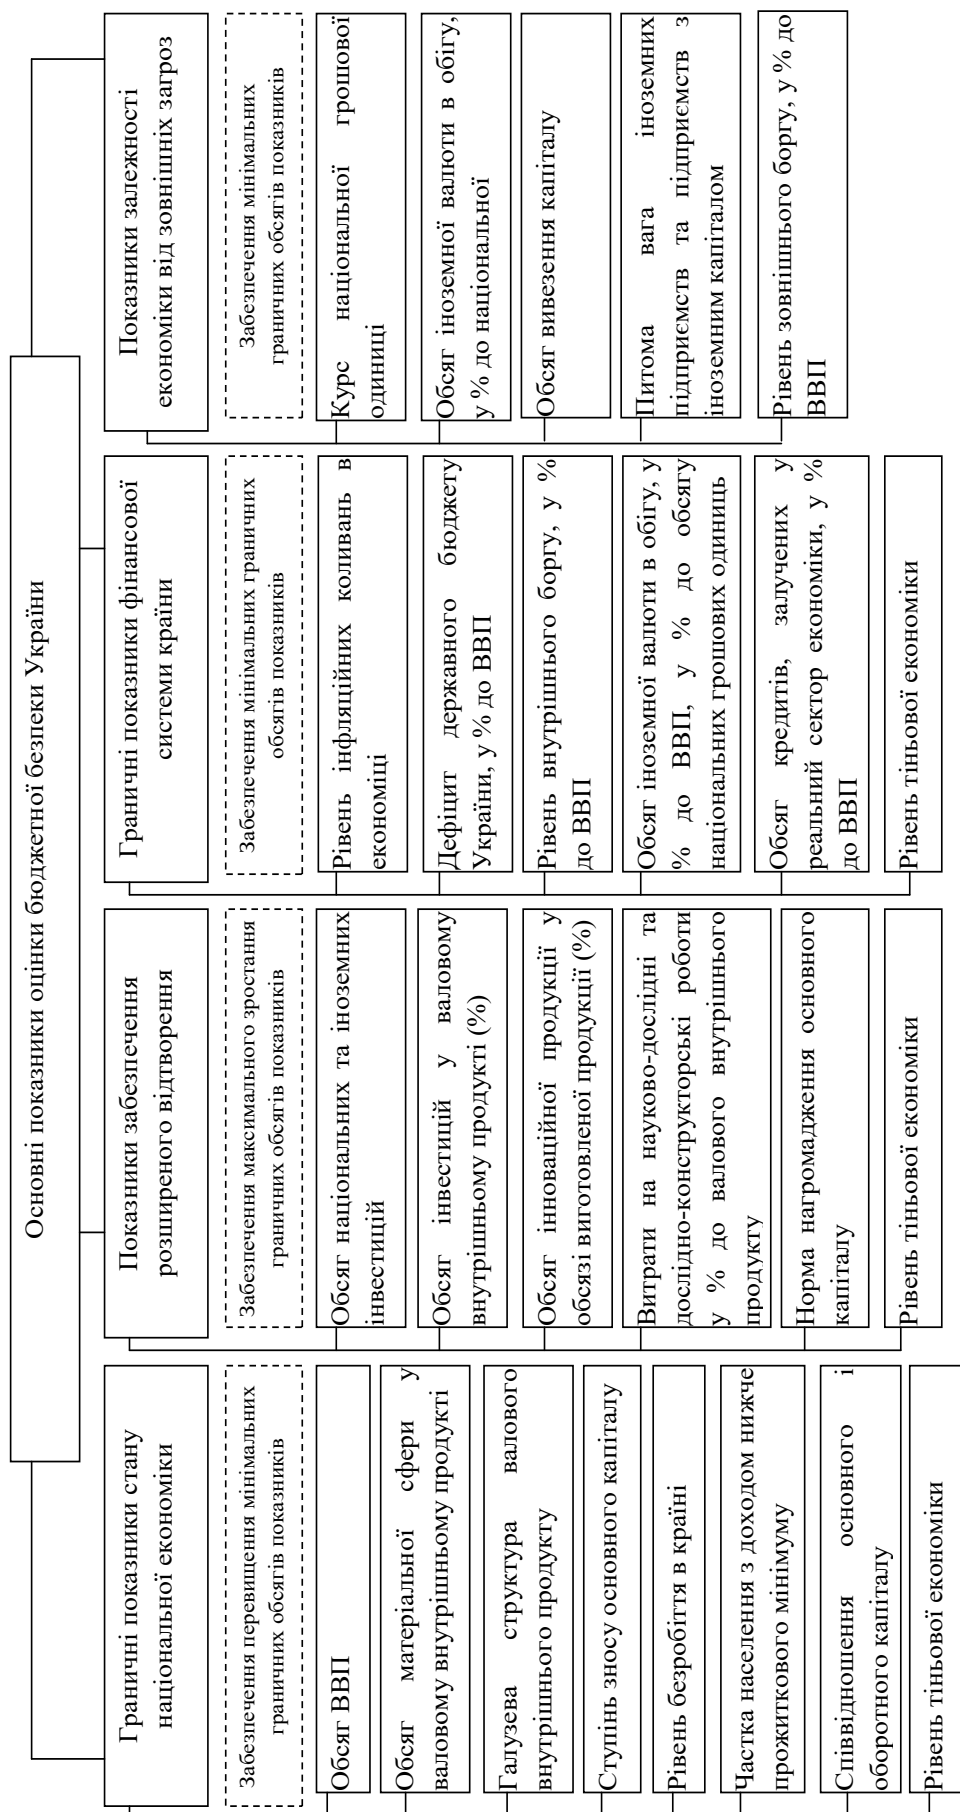 Основні показники оцінки бюджетної безпеки України
Граничні показники стану
національної економіки
Забезпечення перевищення мінімальних
граничних обсягів показників
Обсяг ВВП
Обсяг матеріальної сфери у
валовому внутрішньому продукті
Галузева структура валового
внутрішнього продукту
Ступінь зносу основного капіталу
Рівень безробіття в країні
Частка населення з доходом нижче
прожиткового мінімуму
Співвідношення основного і
оборотного капіталу
Рівень тіньової економіки
Показники забезпечення
розширеного відтворення
Забезпечення максимального зростання
граничних обсягів показників
Обсяг національних та іноземних
інвестицій
Обсяг інвестицій у валовому
внутрішньому продукті (%)
Обсяг інноваційної продукції у
обсязі виготовленої продукції (%)
Витрати на науково-дослідні та
дослідно-конструкторські роботи
у % до валового внутрішнього
продукту
Норма нагромадження основного
капіталу
Рівень тіньової економіки
Граничні показники фінансової
системи країни
Забезпечення мінімальних граничних
обсягів показників
Рівень інфляційних коливань в
економіці
Дефіцит державного бюджету
України, у % до ВВП
Рівень внутрішнього боргу, у %
до ВВП
Обсяг іноземної валюти в обігу, у
% до ВВП, у % до обсягу
національних грошових одиниць
Обсяг кредитів, залучених у
реальний сектор економіки, у %
до ВВП
Рівень тіньової економіки
Показники залежності
економіки від зовнішніх загроз
Забезпечення мінімальних
граничних обсягів показників
Курс національної грошової
одиниці
Обсяг іноземної валюти в обігу,
у % до національної
Обсяг вивезення капіталу
Питома вага іноземних
підприємств та підприємств з
іноземним капіталом
Рівень зовнішнього боргу, у % до
ВВП